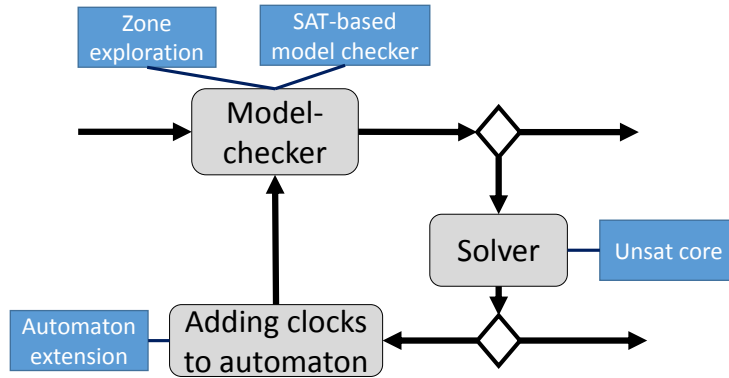 Zone
exploration
SAT-based
model checker
Model-
checker
Solver
Unsat core
Automaton
extension
Adding clocks
to automaton